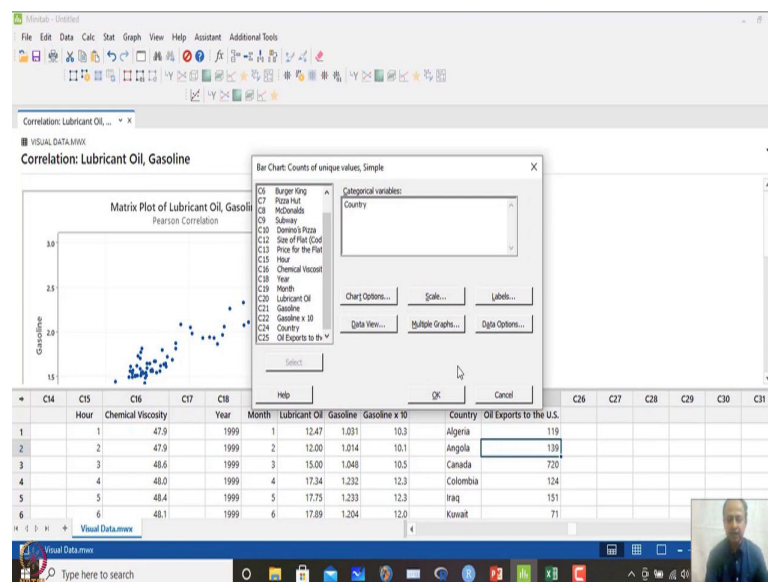 Minitab - Untitled
File Edit Data Calc Stat Graph View Help Assistant Additional Tools
Correlation: Lubricant Oil, ...
VISUAL DATA.MWX
Correlation: Lubricant Oil, Gasoline
Matrix Plot of Lubricant Oil, Gasoli
Pearson Correlation
3.0
2.5
2.0
1.5
Gasoline
Bar Chart: Counts of unique values, Simple
C6 Burger King
C7 Pizza Hut
C8 McDonalds
C9 Subway
C10 Domino's Pizza
C12 Size of Flat (Cod
C13 Price for the Flat
C15 Hour
C16 Chemical Viscosit
C18 Year
C19 Month
C20 Lubricant Oil
C21 Gasoline
C22 Gasoline x 10
C24 Country
C25 Oil Exports to th
Categorical variables:
Country
Chart Options... Scale... Labels...
Data View... Multiple Graphs... Data Options...
Select
Help OK Cancel
C14 C15 C16 C17 C18 C26 C27 C28 C29 C30 C31
Hour Chemical Viscosity Year Month Lubricant Oil Gasoline Gasoline x 10 Country Oil Exports to the U.S.
1 1 47.9 1999 1 12.47 1.031 10.3 Algeria 119
2 2 47.9 1999 2 12.00 1.014 10.1 Angola 139
3 3 48.6 1999 3 15.00 1.048 10.5 Canada 720
4 4 48.0 1999 4 17.34 1.232 12.3 Colombia 124
5 5 48.4 1999 5 17.75 1.233 12.3 Iraq 151
6 6 48.1 1999 6 17.89 1.204 12.0 Kuwait 71
Visual Data.mwx
Visual Data.mwx
Type here to search